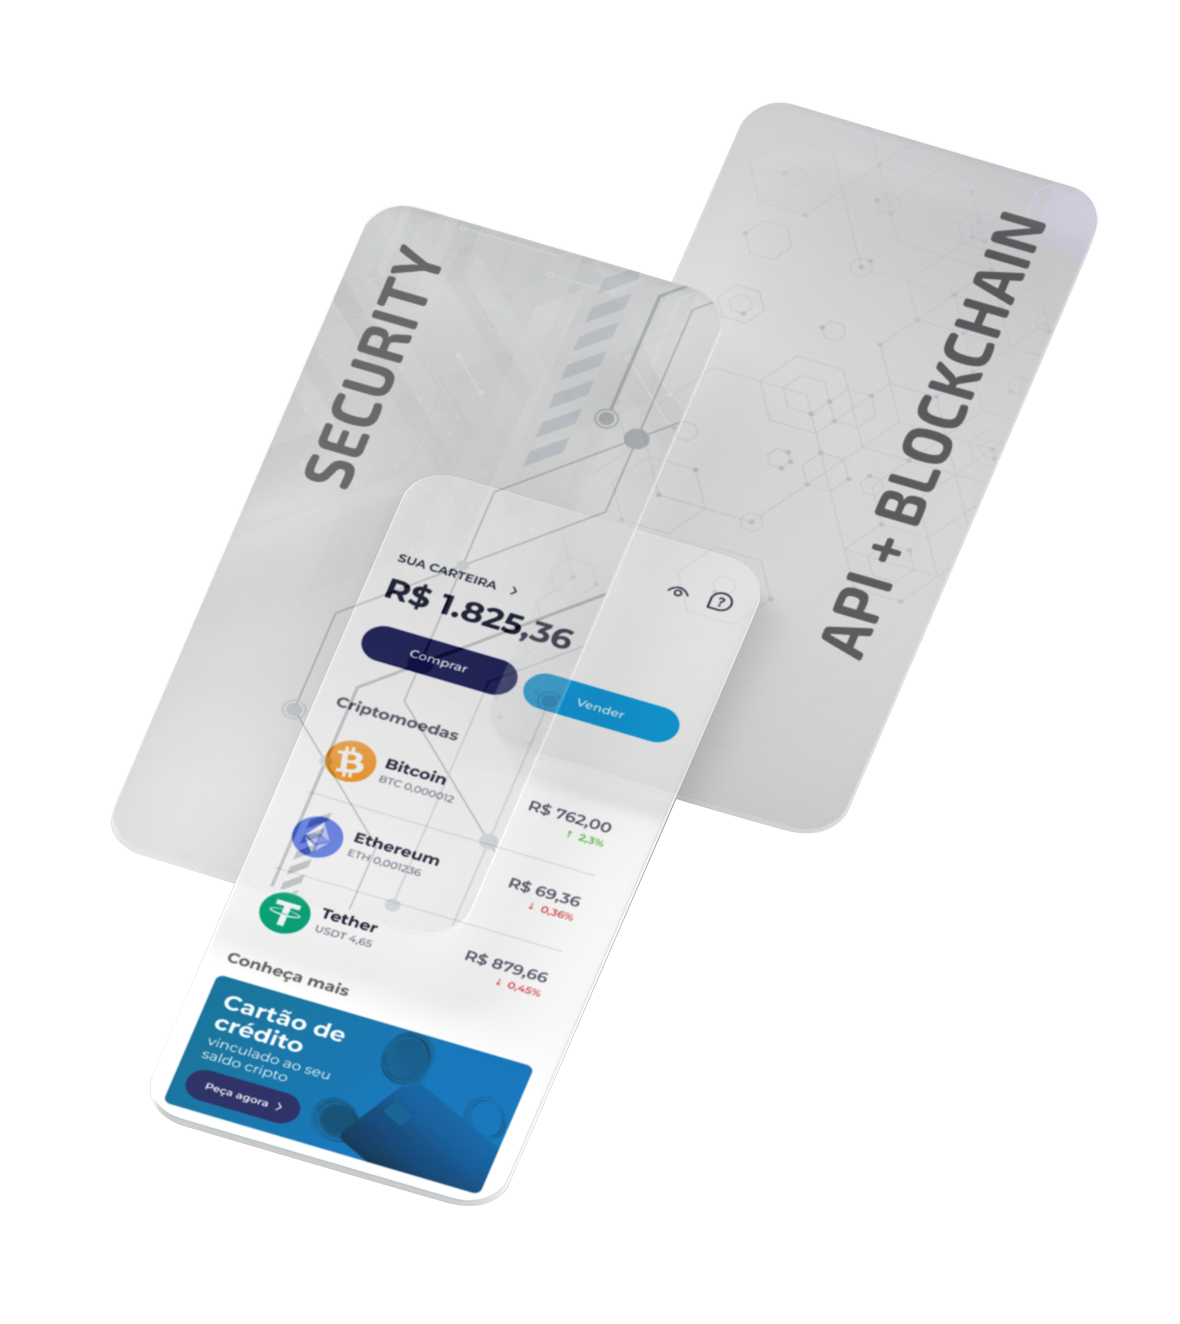 SECURITY
API + BLOCKCHAIN
SUA CARTEIRA
R$ 1.825,36
Comprar
Vender
Criptomoedas
Bitcoin
BTC 0,000012
R$ 762,00
↑ 2,3%
Ethereum
ETH 0,001236
R$ 69,36
↓ 0,36%
Tether
USDT 4,65
R$ 879,66
↓ 0,45%
Conheça mais
Cartão de
crédito
vinculado ao seu
saldo cripto
Peça agora